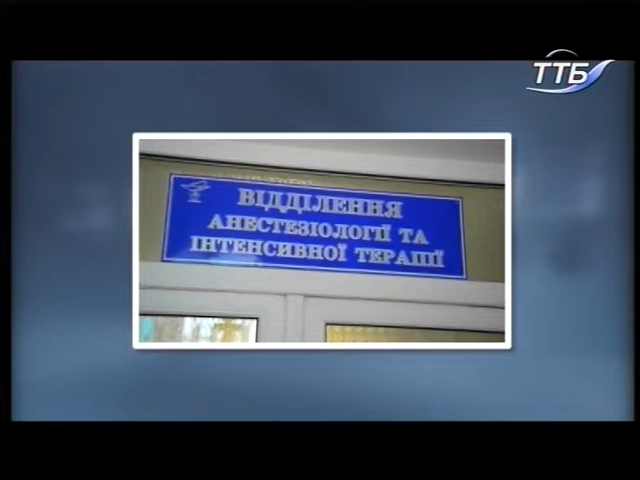 ТТБ
ВІДДІЛЕННЯ
АНЕСТЕЗІОЛОГІЇ ТА
ІНТЕНСИВНОЇ ТЕРАПІЇ